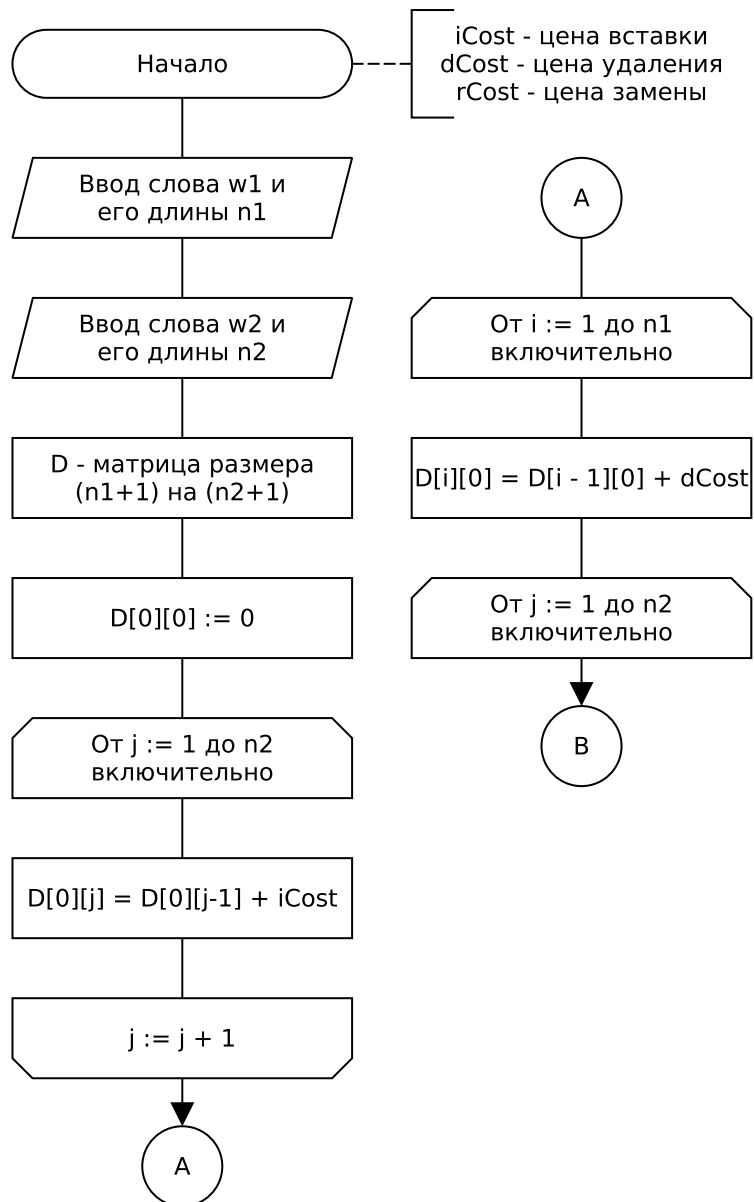 Начало
iCost - цена вставки
dCost - цена удаления
rCost - цена замены
Ввод слова w1 и
его длины n1
Ввод слова w2 и
его длины n2
D - матрица размера
(n1+1) на (n2+1)
D[0][0] := 0
От j := 1 до n2
включительно
D[0][j] = D[0][j-1] + iCost
j := j + 1
A
A
От i := 1 до n1
включительно
D[i][0] = D[i - 1][0] + dCost
От j := 1 до n2
включительно
B